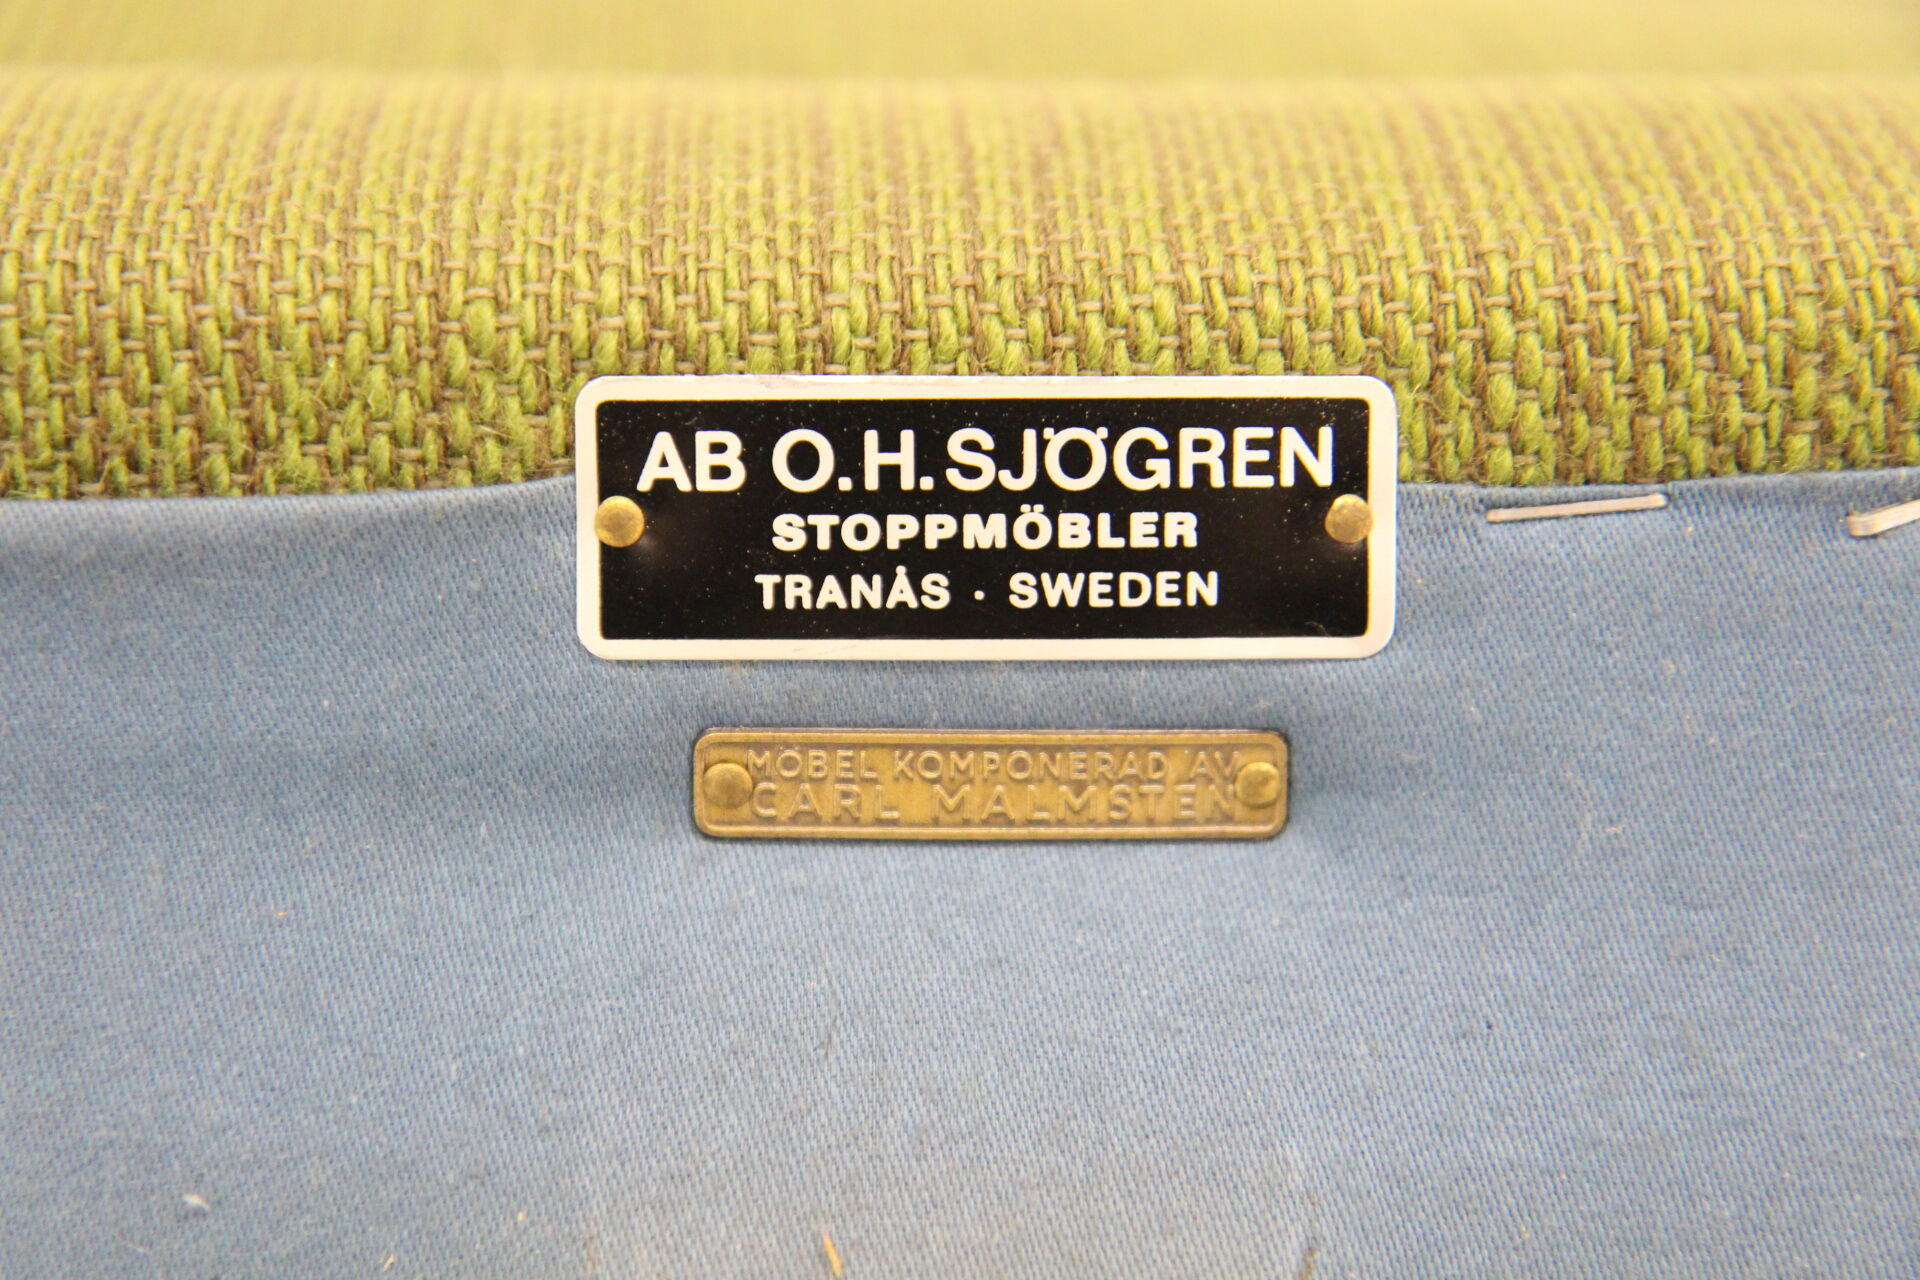 AB O.H. SJÖGREN
STOPPMÖBLER
TRANÅS · SWEDEN
MÖBEL KOMPONERAD AV
CARL MALMSTEN